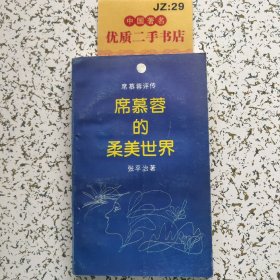 JZ:29
中国著名
优质二手书店
席慕蓉评传
席慕蓉
的
柔美世界
张平治著